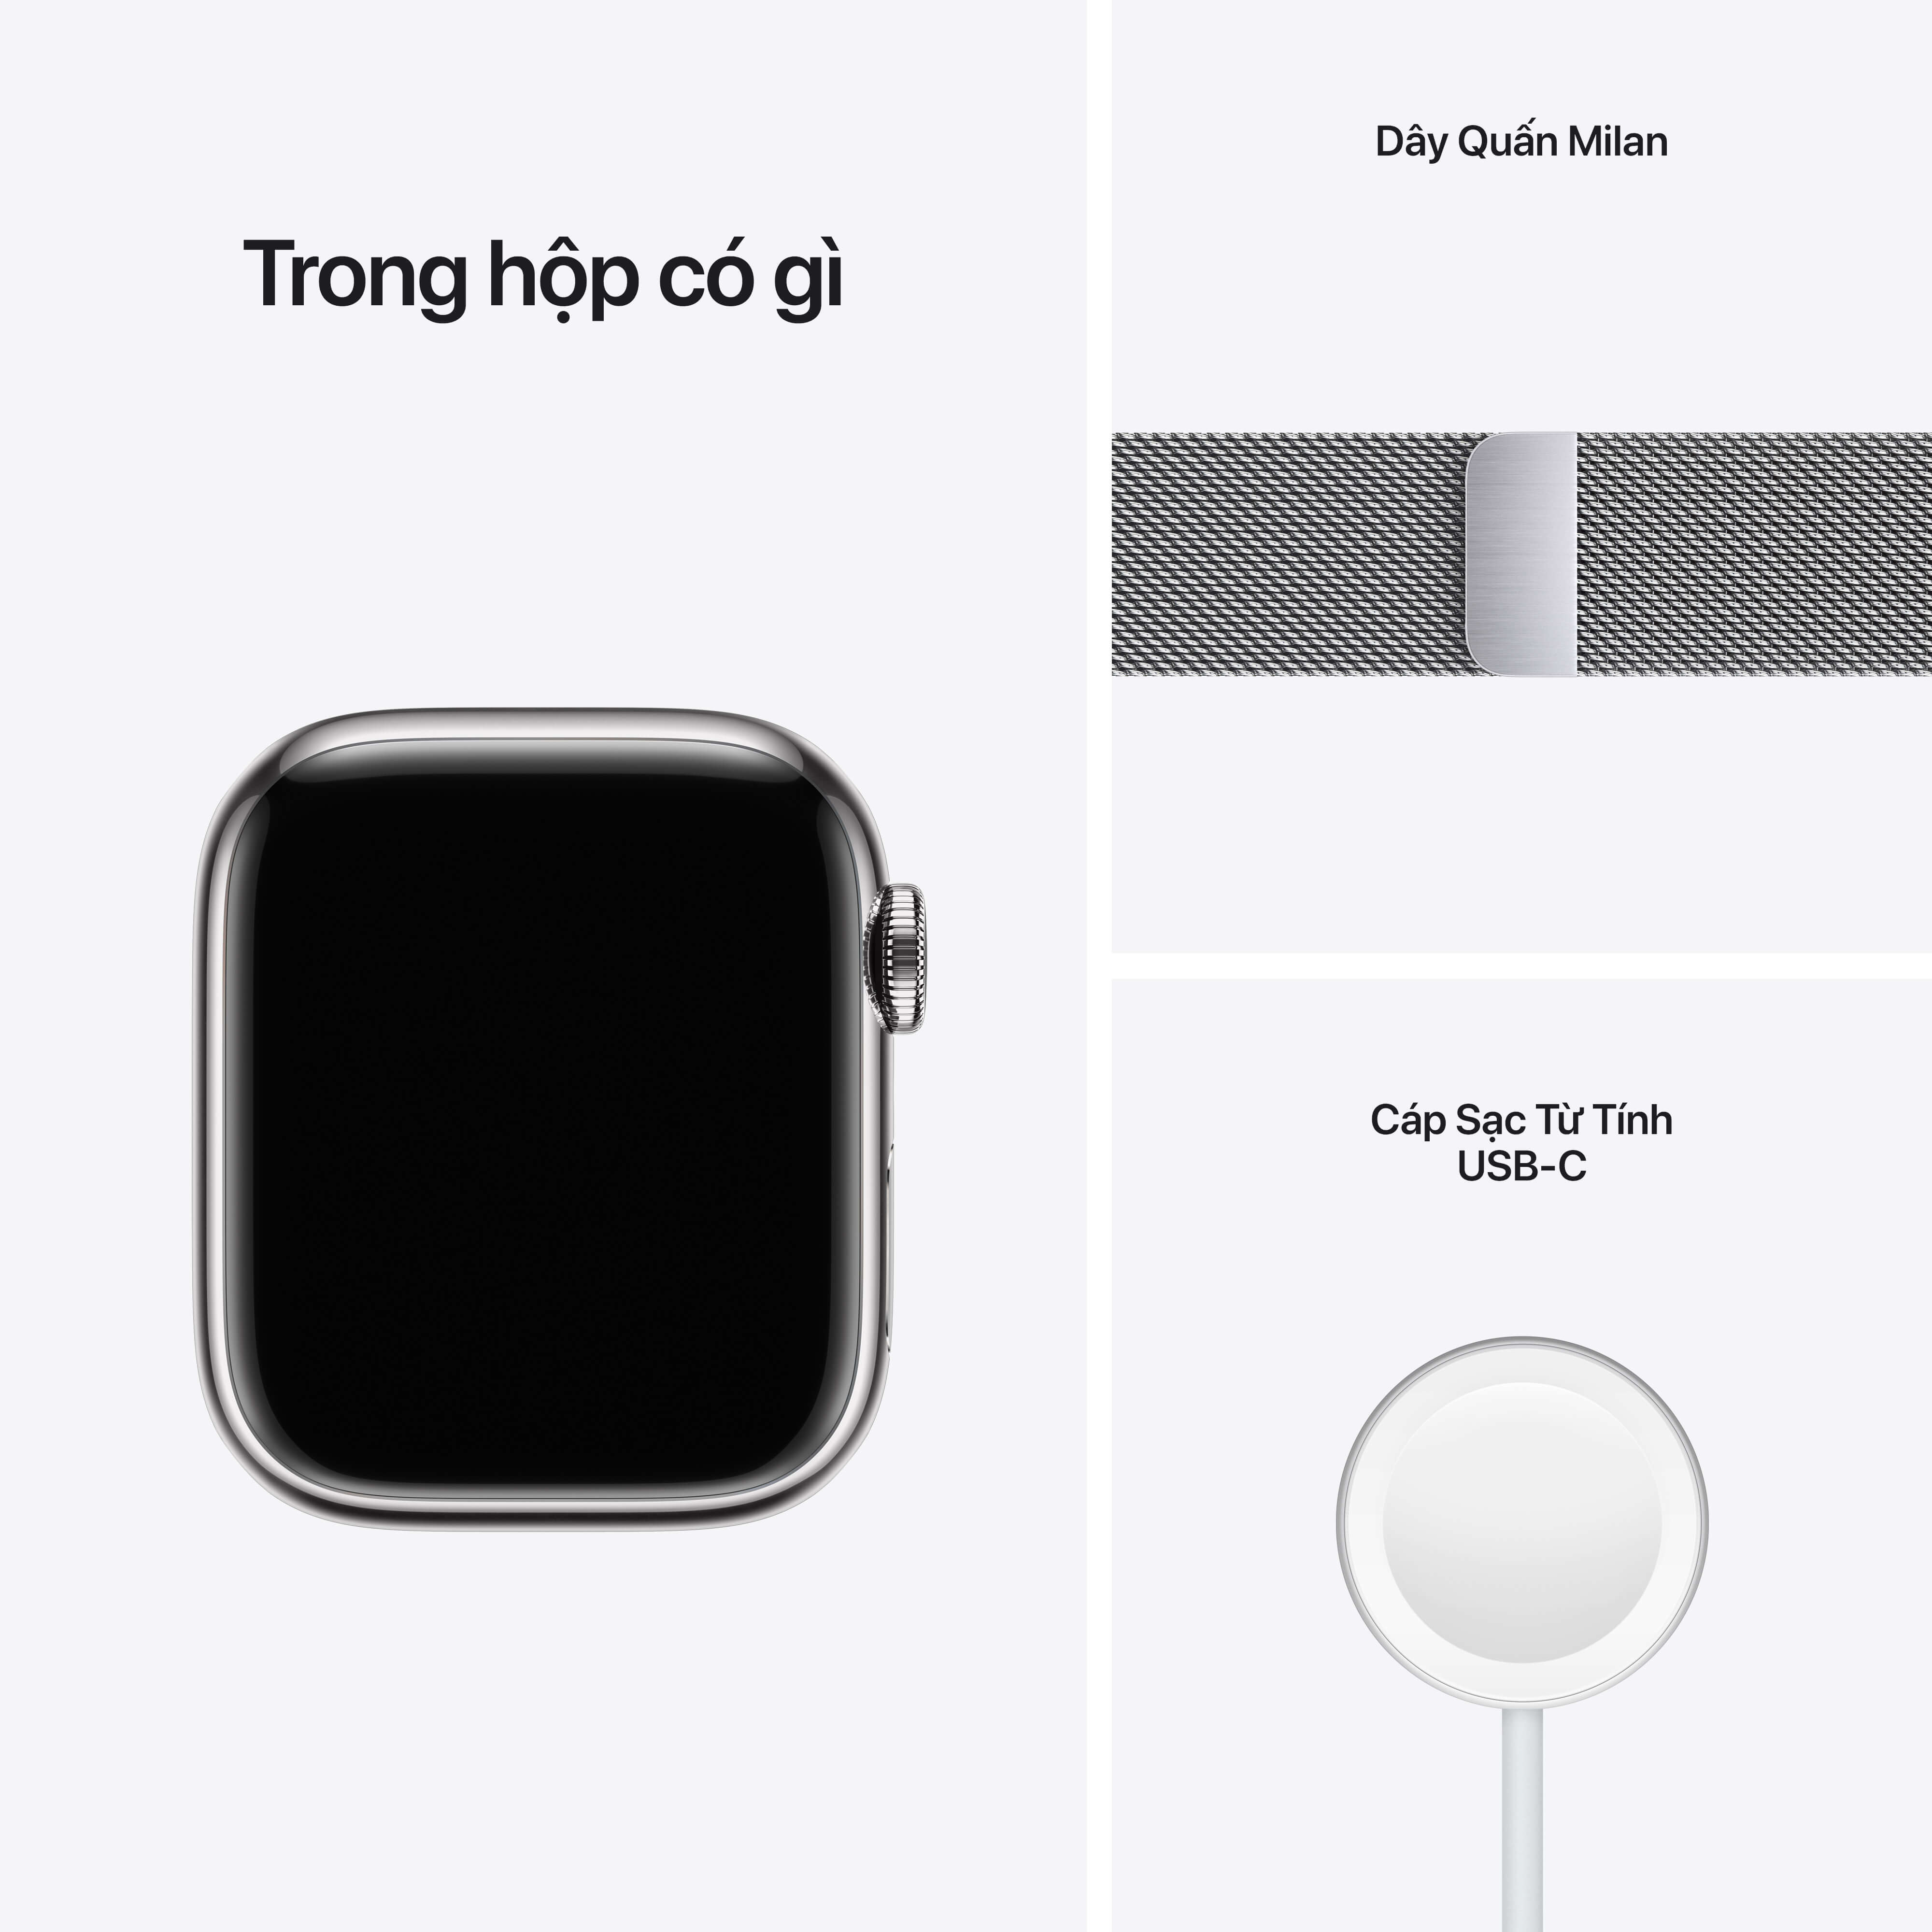 Trong hộp có gì
Dây Quấn Milan
Cáp Sạc Từ Tính
USB-C